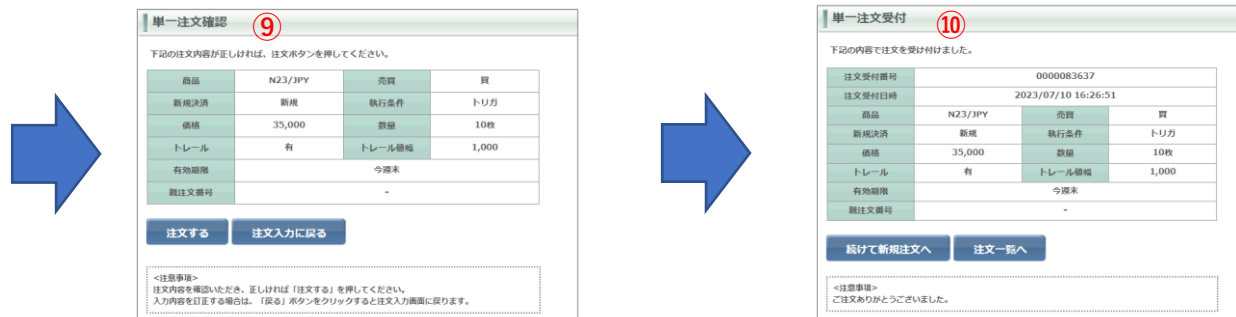 単一注文確認 ⑨
下記の注文内容が正しければ、注文ボタンを押してください。
商品 N23/JPY 売買 買
新規決済 新規 執行条件 トリガ
価格 35,000 数量 10枚
トレール 有 トレール値幅 1,000
有効期限 今週末
親注文番号 -
注文する 注文入力に戻る
<注意事項>
注文内容を確認いただき、正しければ「注文する」を押してください。
入力内容を訂正する場合は、「戻る」ボタンをクリックすると注文入力画面に戻ります。
単一注文受付 ⑩
下記の内容で注文を受け付けました。
注文受付番号 0000083637
注文受付日時 2023/07/10 16:26:51
商品 N23/JPY 売買 買
新規決済 新規 執行条件 トリガ
価格 35,000 数量 10枚
トレール 有 トレール値幅 1,000
有効期限 今週末
親注文番号 -
続けて新規注文へ 注文一覧へ
<注意事項>
ご注文ありがとうございました。